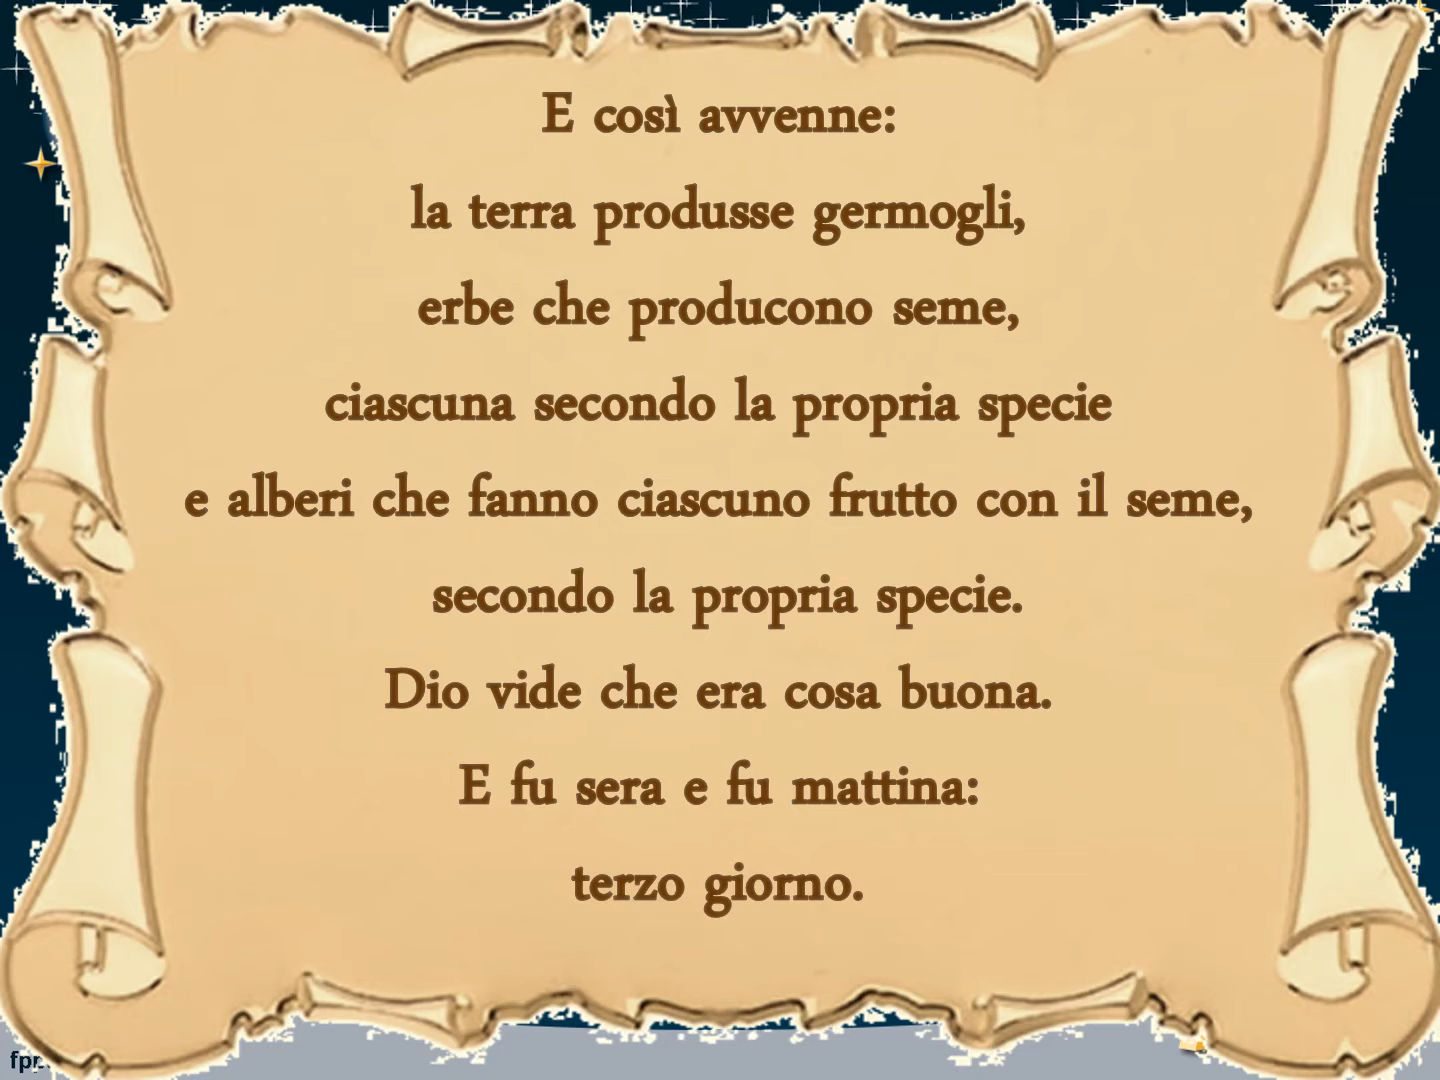 E così avvenne:
la terra produsse germogli,
erbe che producono seme,
ciascuna secondo la propria specie
e alberi che fanno ciascuno frutto con il seme,
secondo la propria specie.
Dio vide che era cosa buona.
E fu sera e fu mattina:
terzo giorno.